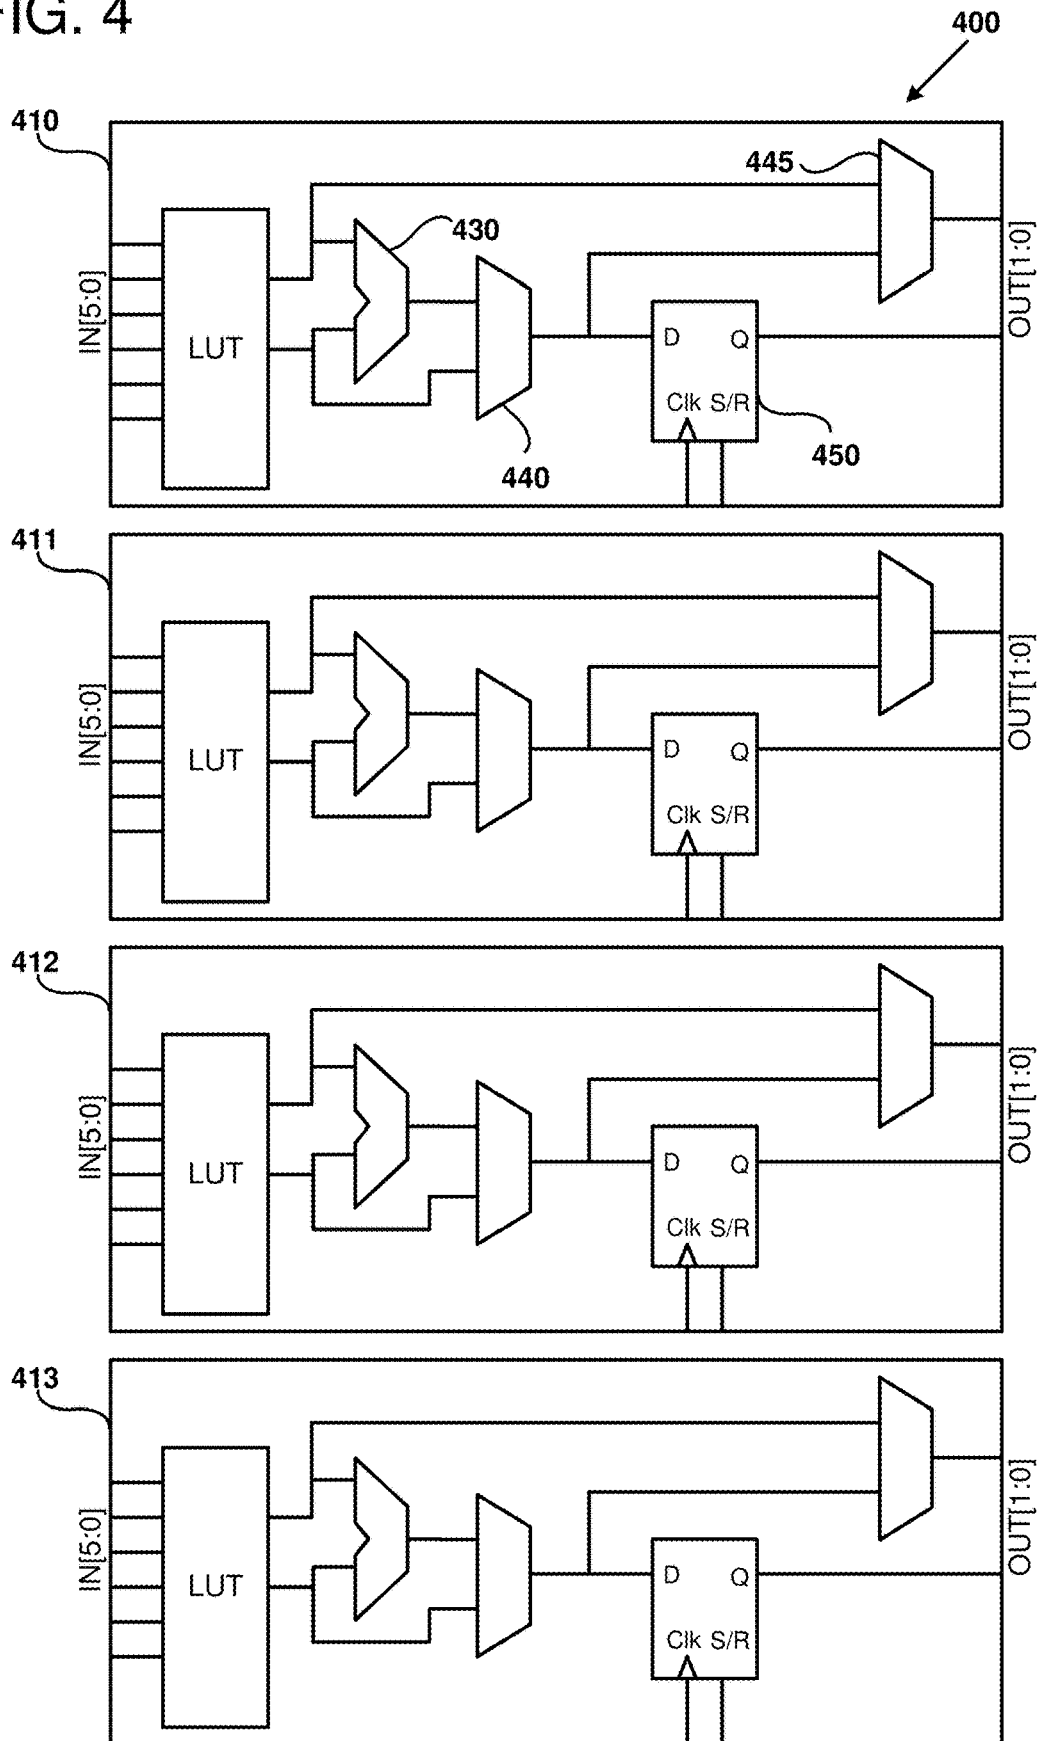 FIG. 4
400
410
445
430
IN[5:0]
LUT
D
Q
Clk S/R
OUT[1:0]
440
450
411
IN[5:0]
LUT
D
Q
Clk S/R
OUT[1:0]
412
IN[5:0]
LUT
D
Q
Clk S/R
OUT[1:0]
413
IN[5:0]
LUT
D
Q
Clk S/R
OUT[1:0]